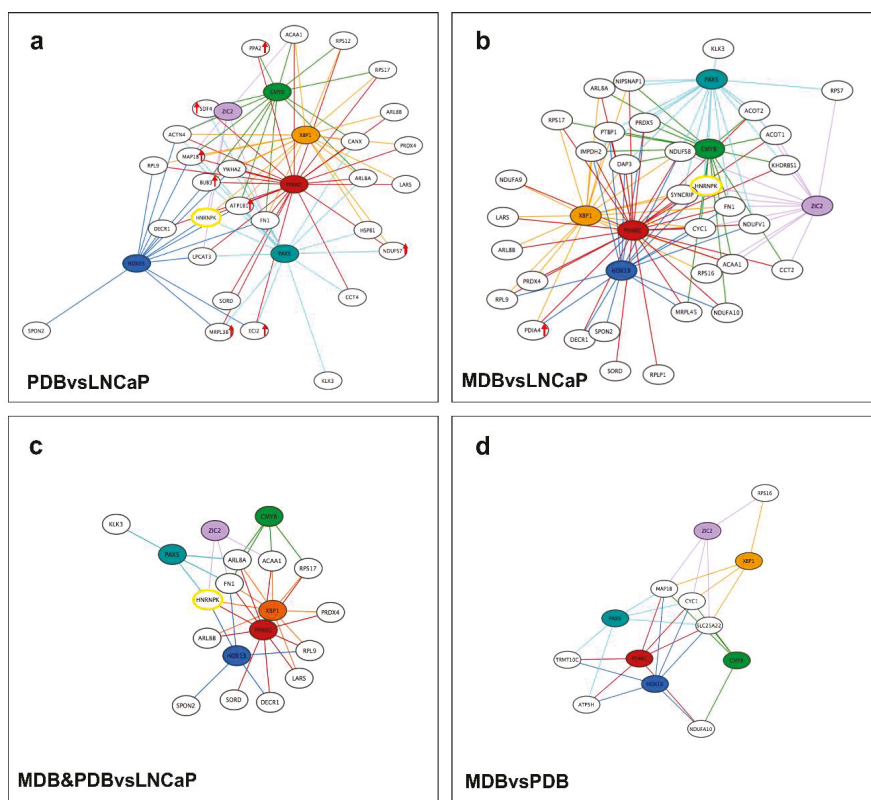 a
ACAA1
PPA2
RPS12
RPS17
CMYB
SDF4
ZIC2
ARL8B
XBP1
ACTN4
CANX
PRDX4
MAP1B
RPL9
YWHAZ
ARL8A
BUB3
LARS
ATP1B1
HNRNPK
FN1
DECR1
HSPB1
NDUFS7
LPCAT3
PAX5
CCT4
SORD
SPON2
MRPL38
ECI2
KLK3
PDBvsLNCaP
b
KLK3
NIPSNAP1
PAX5
ARL8A
RPS7
ACOT2
RPS17
PRDX5
PTBP1
ACOT1
IMPDH2
NDUFS8
CMYB
DAP3
KHDRBS1
NDUFA9
HNRNPK
SYNCRIP
LARS
XBP1
FN1
ZIC2
CYC1
NDUFV1
ARL8B
ACAA1
CCT2
PRDX4
RPS16
RPL9
MRPL45
NDUFA10
PDIA4
DECR1
SPON2
SORD
RPLP1
MDBvsLNCaP
c
CMYB
KLK3
ZIC2
PAX5
ARL8A
ACAA1
RPS17
FN1
HNRNPK
XBP1
PRDX4
ARL8B
RPL9
LARS
SPON2
SORD
DECR1
MDB&PDBvsLNCaP
d
RPS16
ZIC2
XBP1
MAP1B
CYC1
PAX5
SLC25A22
TRMT10C
CMYB
ATP5H
NDUFA10
MDBvsPDB